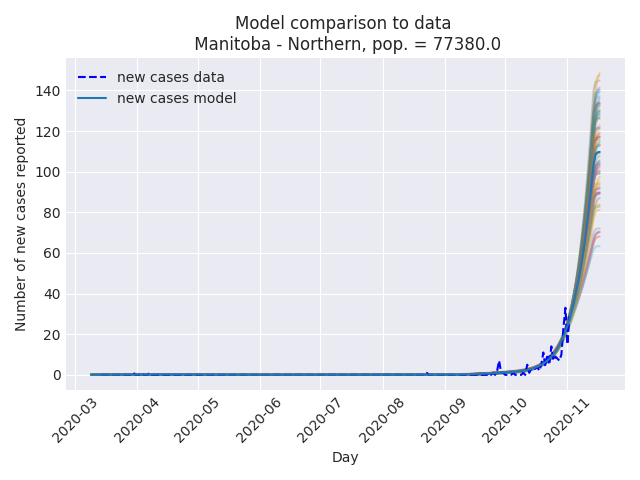 Model comparison to data
Manitoba - Northern, pop. = 77380.0
new cases data
new cases model
Number of new cases reported
140
120
100
80
60
40
20
0
2020-03
2020-04
2020-05
2020-06
2020-07
2020-08
2020-09
2020-10
2020-11
Day